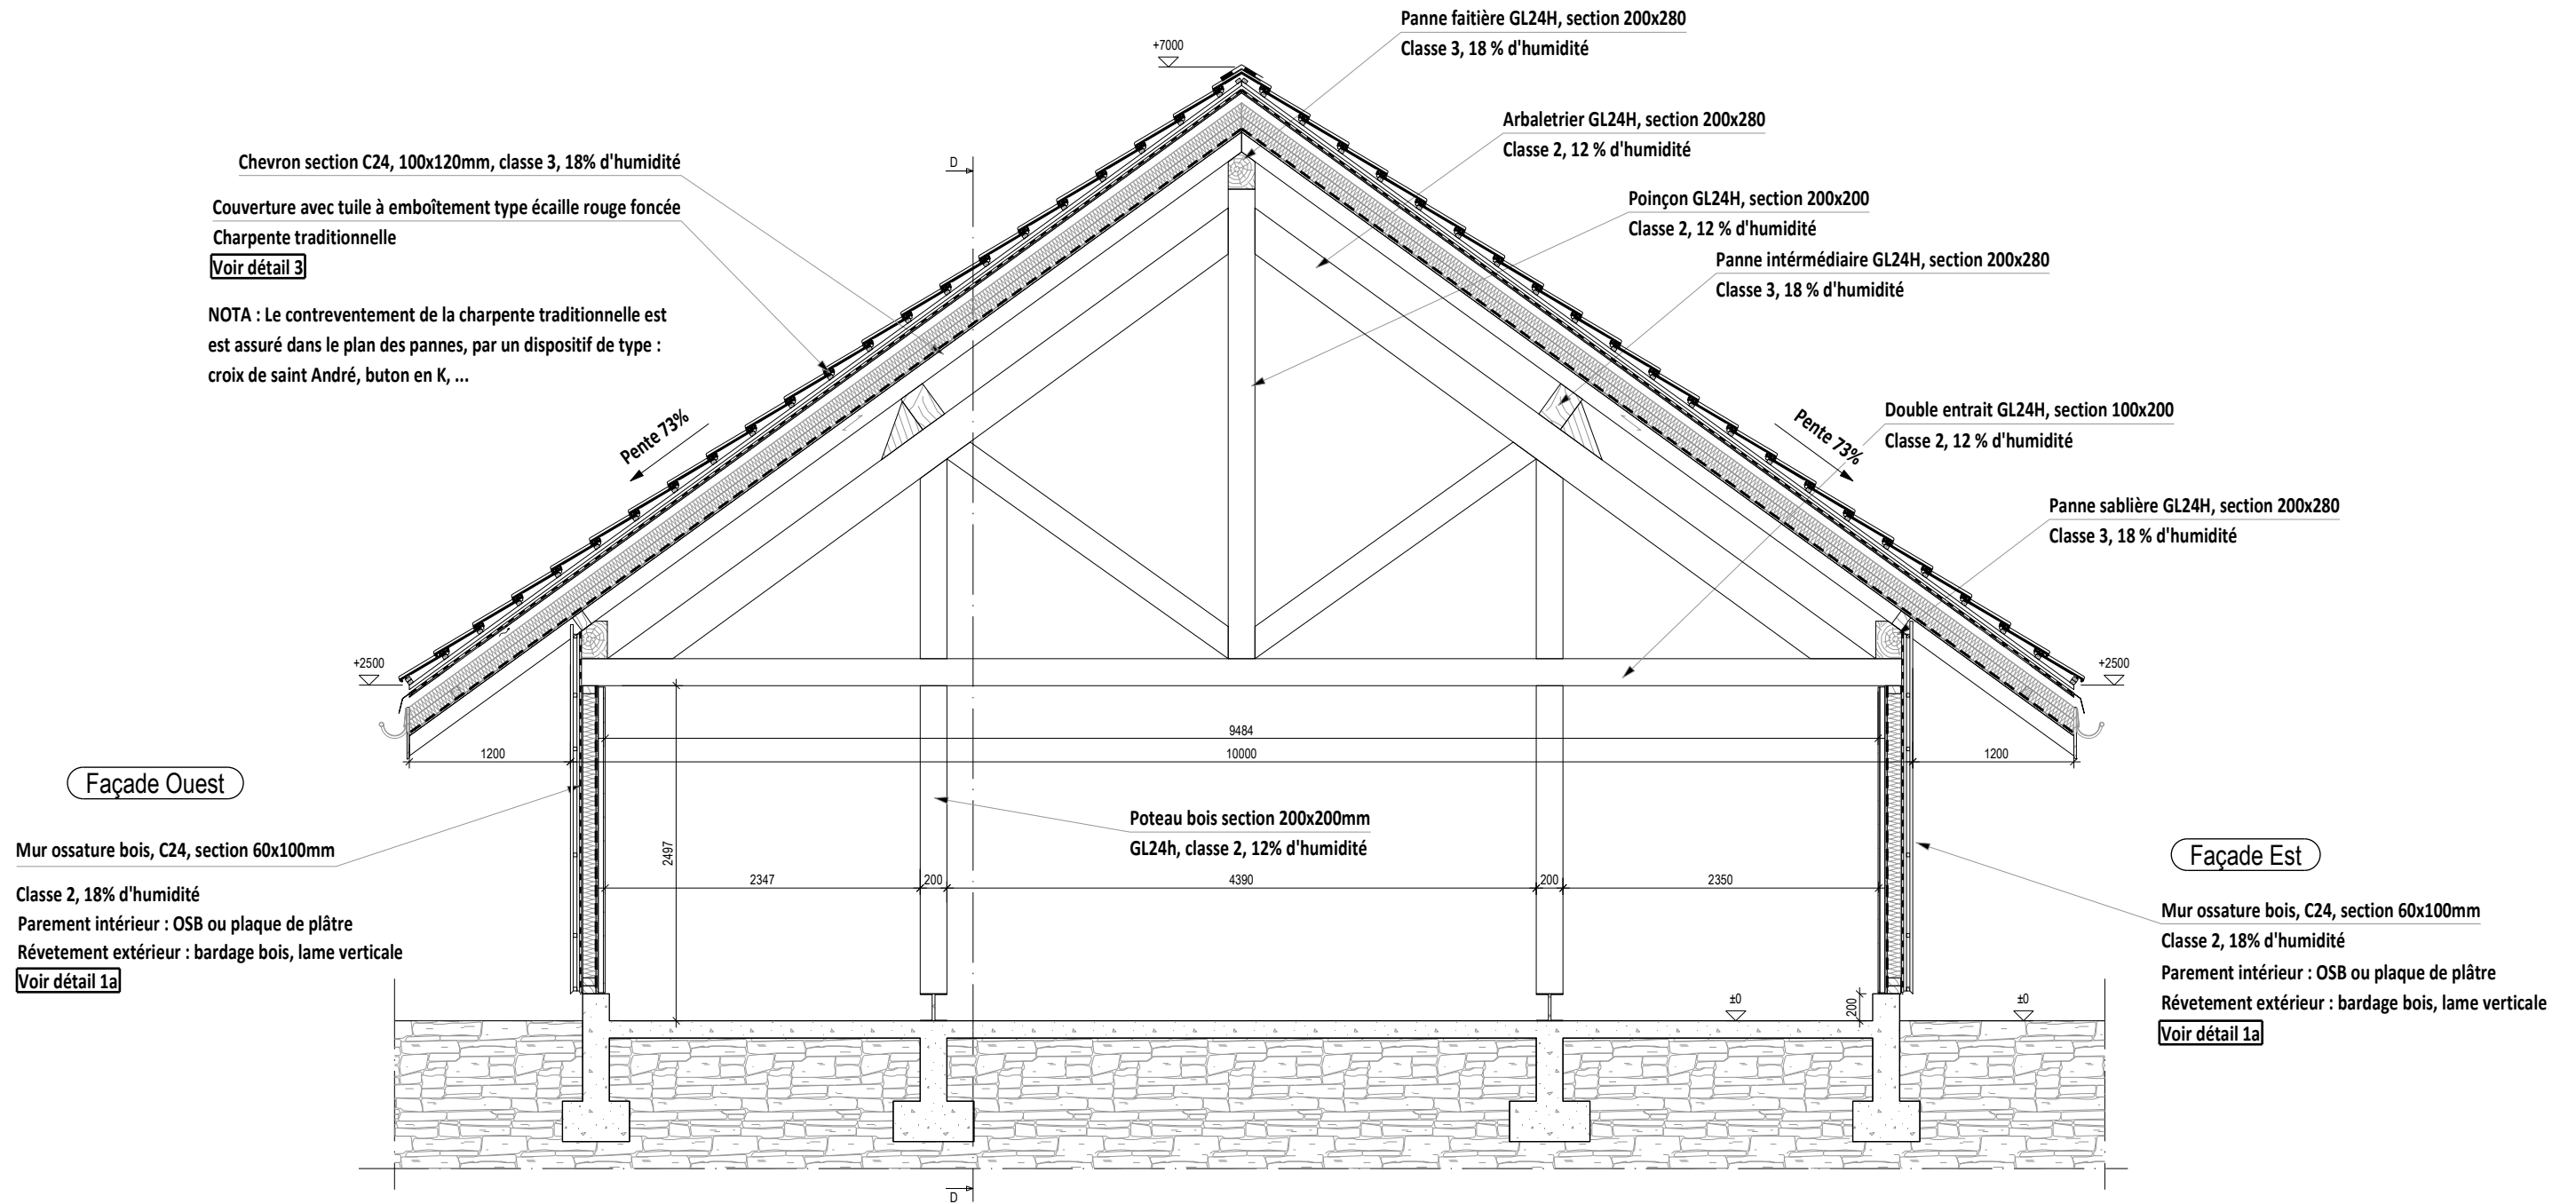 Panne faitière GL24H, section 200x280
Classe 3, 18 % d'humidité
+7000
Arbaletrier GL24H, section 200x280
Classe 2, 12 % d'humidité
Chevron section C24, 100x120mm, classe 3, 18% d'humidité
D
Couverture avec tuile à emboîtement type écaille rouge foncée
Charpente traditionnelle
Voir détail 3
Poinçon GL24H, section 200x200
Classe 2, 12 % d'humidité
Panne intérmédiaire GL24H, section 200x280
Classe 3, 18 % d'humidité
NOTA : Le contreventement de la charpente traditionnelle est
est assuré dans le plan des pannes, par un dispositif de type :
croix de saint André, buton en K, ...
Pente 73%
Pente 73%
Double entrait GL24H, section 100x200
Classe 2, 12 % d'humidité
Panne sablière GL24H, section 200x280
Classe 3, 18 % d'humidité
+2500
+2500
9484
1200
10000
1200
Façade Ouest
Poteau bois section 200x200mm
GL24h, classe 2, 12% d'humidité
2497
Mur ossature bois, C24, section 60x100mm
Classe 2, 18% d'humidité
Parement intérieur : OSB ou plaque de plâtre
Révetement extérieur : bardage bois, lame verticale
Voir détail 1a
2347
200
4390
200
2350
Façade Est
Mur ossature bois, C24, section 60x100mm
Classe 2, 18% d'humidité
Parement intérieur : OSB ou plaque de plâtre
Révetement extérieur : bardage bois, lame verticale
Voir détail 1a
±0
200
±0
D